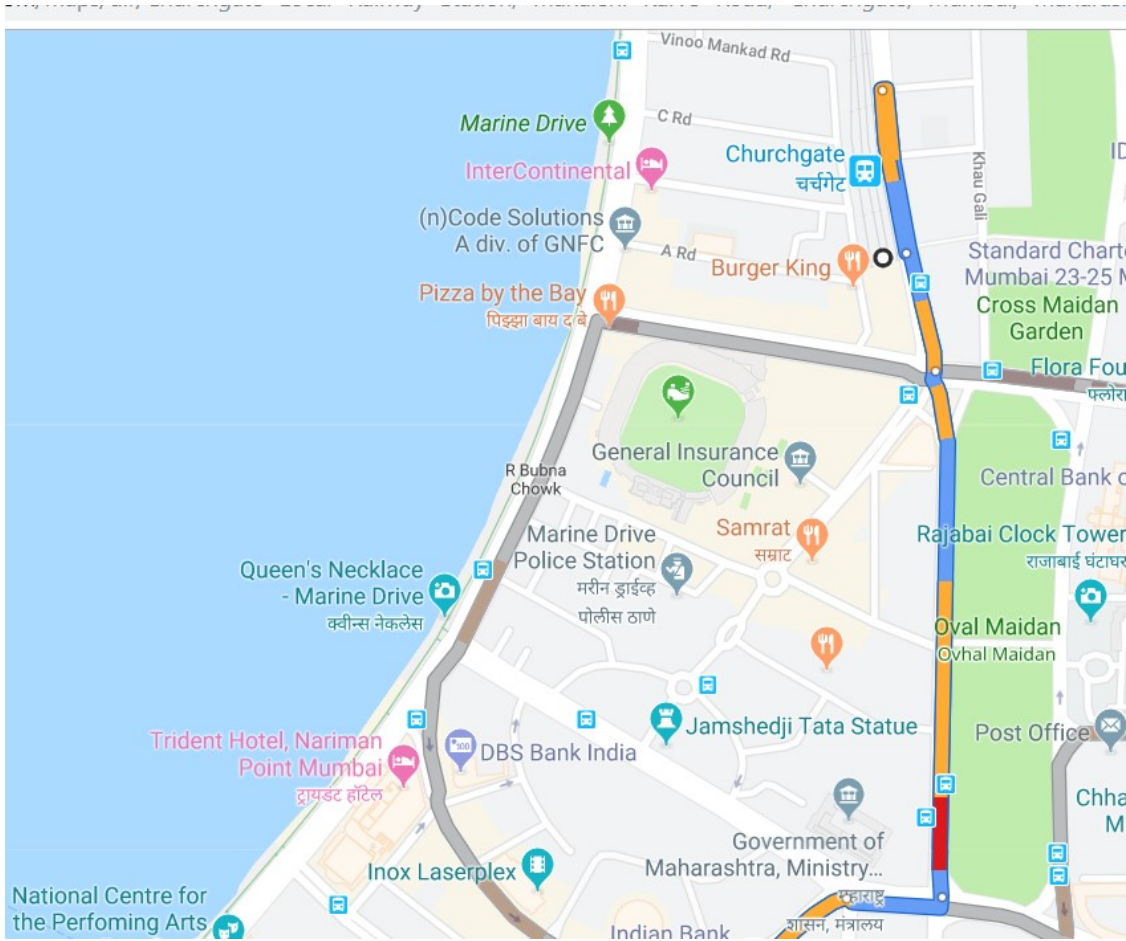 Vinoo Mankad Rd
Marine Drive
C Rd
InterContinental
Churchgate
चर्चगेट
Khau Gali
ID
(n)Code Solutions
A div. of GNFC
A Rd
Burger King
Standard Charte
Mumbai 23-25 M
Pizza by the Bay
पिझ्झा बाय द बे
Cross Maidan
Garden
Flora Fou
फ्लोरा
General Insurance
Council
R Bubna
Chowk
Central Bank o
Samrat
सम्राट
Marine Drive
Police Station
मरीन ड्राईव्ह
पोलीस ठाणे
Rajabai Clock Tower
राजाबाई घंटाघर
Queen's Necklace
- Marine Drive
क्वीन्स नेकलेस
Oval Maidan
Ovhal Maidan
Jamshedji Tata Statue
Post Office
Trident Hotel, Nariman
Point Mumbai
ट्रायडंट हॉटेल
DBS Bank India
Chha
M
Government of
Maharashtra, Ministry...
महाराष्ट्र
शासन, मंत्रालय
Inox Laserplex
National Centre for
the Perfoming Arts
Indian Bank